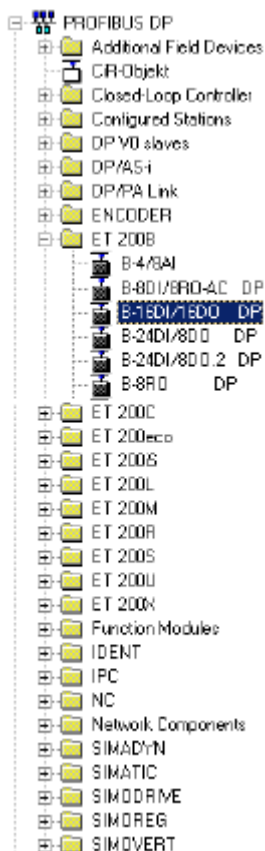 PROFIBUS DP
Additional Field Devices
CiR-Objekt
Closed-Loop Controller
Configured Stations
DP V0 slaves
DP/AS-i
DP/PA Link
ENCODER
ET 200B
B-4/8AI
B-8DI/8RO-AC DP
B-16DI/16DO DP
B-24DI/8DO DP
B-24DI/8DO.2 DP
B-8RO DP
ET 200C
ET 200eco
ET 200iS
ET 200L
ET 200M
ET 200R
ET 200S
ET 200U
ET 200X
Function Modules
IDENT
IPC
NC
Network Components
SIMADYN
SIMATIC
SIMODRIVE
SIMOREG
SIMOVERT